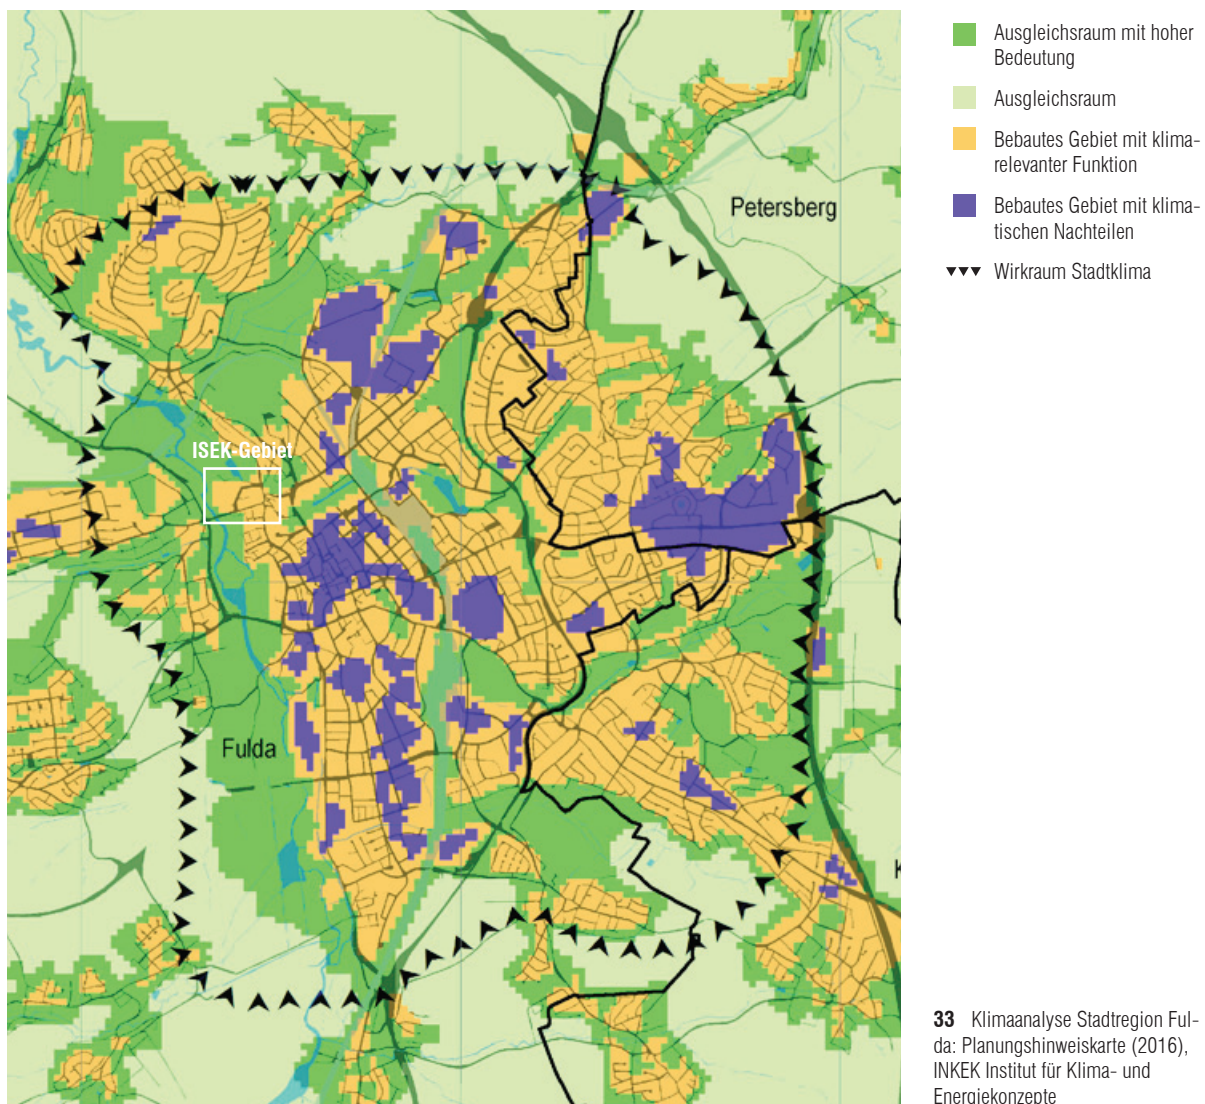 Ausgleichsraum mit hoher
Bedeutung
Ausgleichsraum
Bebautes Gebiet mit klima-
relevanter Funktion
Bebautes Gebiet mit klima-
tischen Nachteilen
Wirkraum Stadtklima
Petersberg
ISEK-Gebiet
Fulda
K
33 Klimaanalyse Stadtregion Ful-
da: Planungshinweiskarte (2016),
INKEK Institut für Klima- und
Energiekonzepte